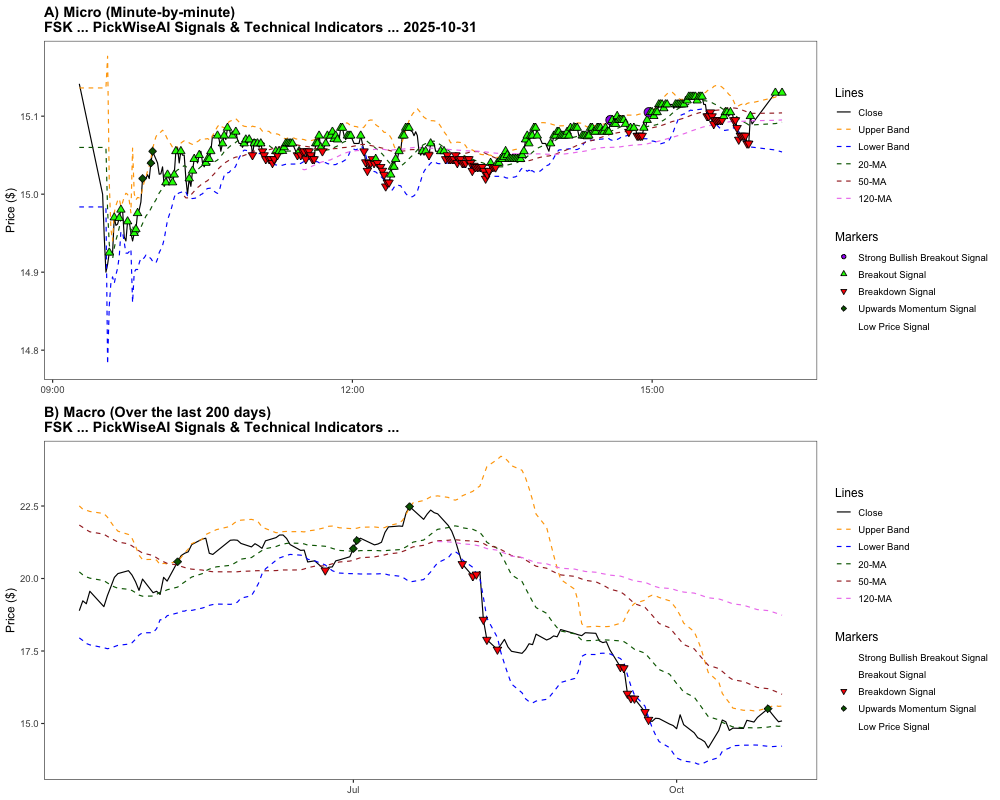 A) Micro (Minute-by-minute)
FSK ... PickWiseAI Signals & Technical Indicators ... 2025-10-31
Price ($)
15.1
15.0
14.9
14.8
09:00
12:00
15:00
Lines
Close
Upper Band
Lower Band
20-MA
50-MA
120-MA
Markers
Strong Bullish Breakout Signal
Breakout Signal
Breakdown Signal
Upwards Momentum Signal
Low Price Signal
B) Macro (Over the last 200 days)
FSK ... PickWiseAI Signals & Technical Indicators ...
Price ($)
22.5
20.0
17.5
15.0
Jul
Oct
Lines
Close
Upper Band
Lower Band
20-MA
50-MA
120-MA
Markers
Strong Bullish Breakout Signal
Breakout Signal
Breakdown Signal
Upwards Momentum Signal
Low Price Signal